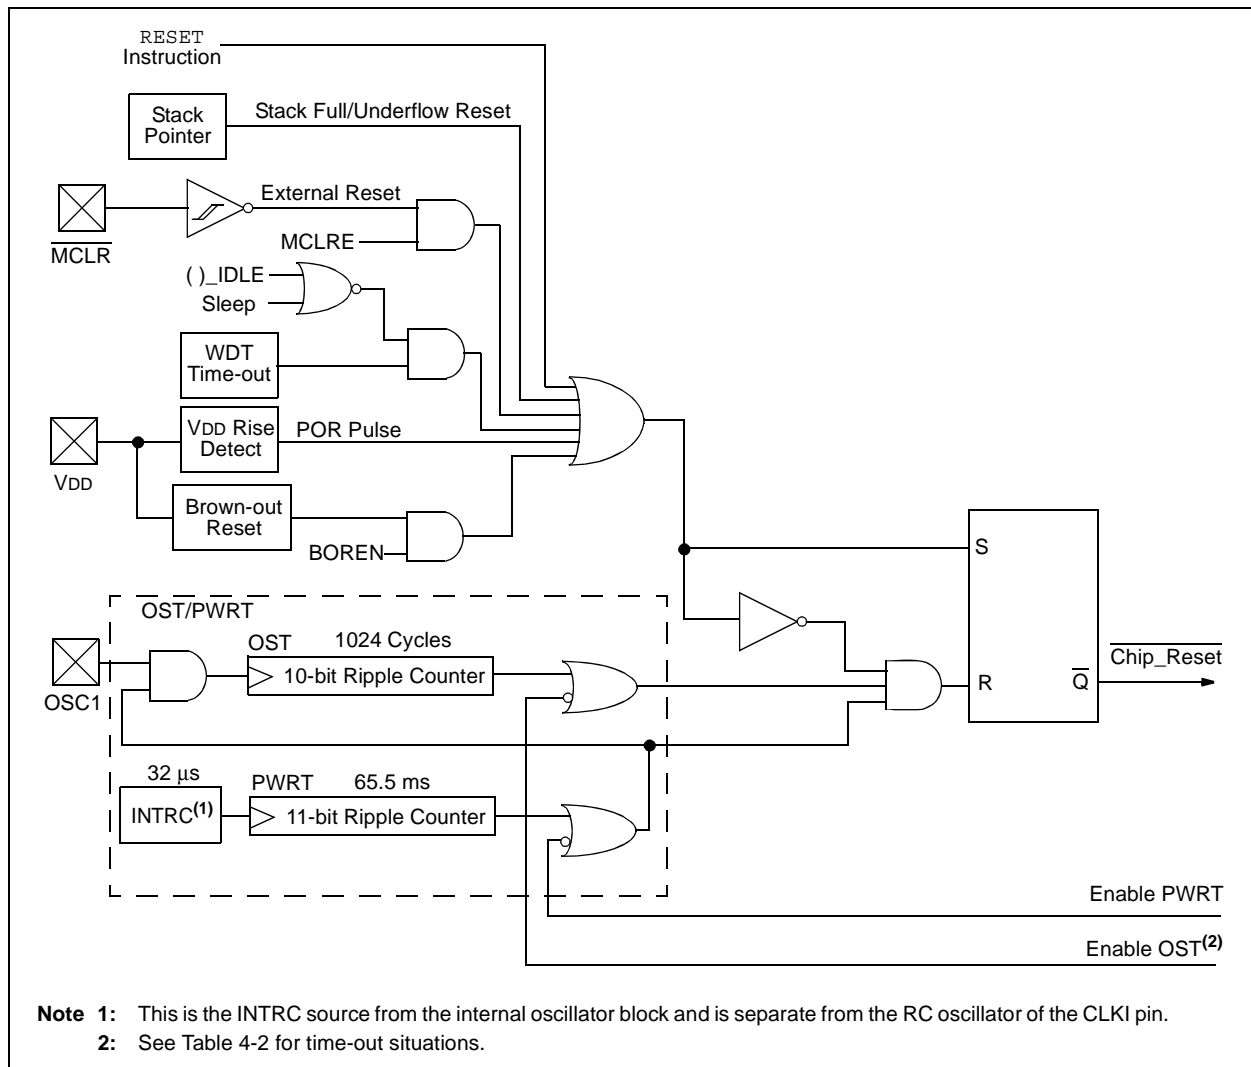 RESET
Instruction
Stack
Pointer
Stack Full/Underflow Reset
External Reset
MCLR
MCLRE
( )_IDLE
Sleep
WDT
Time-out
VDD Rise
Detect
POR Pulse
VDD
Brown-out
Reset
BOREN
S
OST/PWRT
OST
1024 Cycles
10-bit Ripple Counter
OSC1
Chip_Reset
R
Q
32 μs
PWRT
65.5 ms
INTRC(1)
11-bit Ripple Counter
Enable PWRT
Enable OST(2)
Note 1: This is the INTRC source from the internal oscillator block and is separate from the RC oscillator of the CLKI pin.
2: See Table 4-2 for time-out situations.